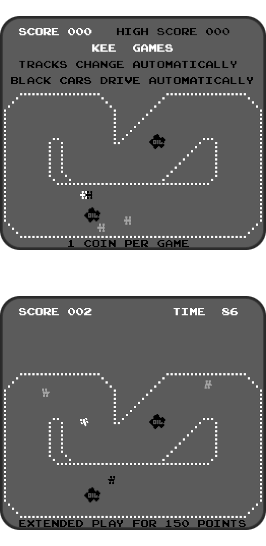 SCORE 000 HIGH SCORE 000
KEE GAMES
TRACKS CHANGE AUTOMATICALLY
BLACK CARS DRIVE AUTOMATICALLY
OIL
OIL
1 COIN PER GAME
SCORE 002 TIME 86
OIL
OIL
EXTENDED PLAY FOR 150 POINTS